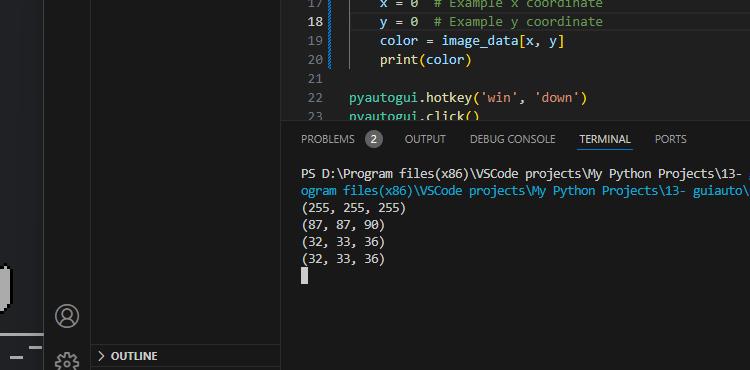 17 x = 0 # Example x coordinate
18 y = 0 # Example y coordinate
19 color = image_data[x, y]
20 print(color)
21
22 pyautogui.hotkey('win', 'down')
23 pyautogui.click()
PROBLEMS 2 OUTPUT DEBUG CONSOLE TERMINAL PORTS
PS D:\Program files(x86)\VSCode projects\My Python Projects\13-
ogram files(x86)\VSCode projects\My Python Projects\13- guiauto\
(255, 255, 255)
(87, 87, 90)
(32, 33, 36)
(32, 33, 36)
OUTLINE